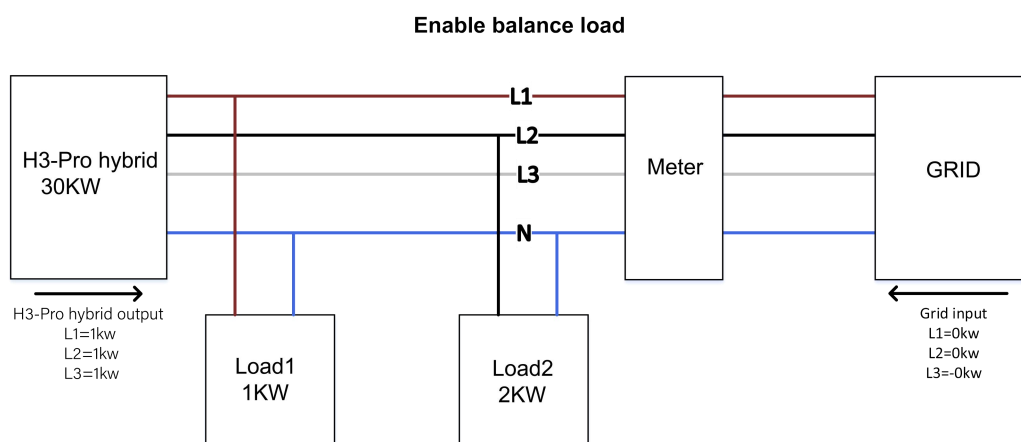 Enable balance load
L1
L2
L3
N
H3-Pro hybrid
30KW
Meter
GRID
H3-Pro hybrid output
L1=1kw
L2=1kw
L3=1kw
Load1
1KW
Load2
2KW
Grid input
L1=0kw
L2=0kw
L3=-0kw